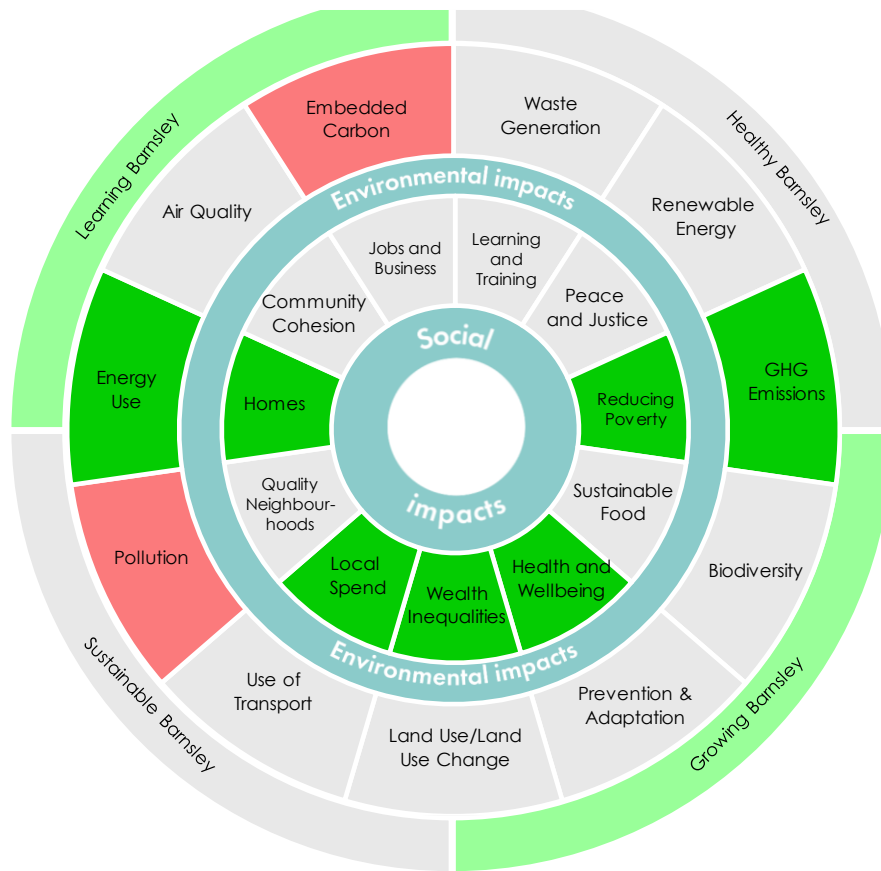 Learning Barnsley
Healthy Barnsley
Embedded
Carbon
Waste
Generation
Air Quality
Renewable
Energy
Environmental impacts
Energy
Use
GHG
Emissions
Jobs and
Business
Learning
and
Training
Community
Cohesion
Peace
and Justice
Homes
Reducing
Poverty
Social
impacts
Quality
Neighbour-
hoods
Sustainable
Food
Local
Spend
Wealth
Inequalities
Health and
Wellbeing
Pollution
Biodiversity
Environmental impacts
Use of
Transport
Land Use/Land
Use Change
Prevention &
Adaptation
Sustainable Barnsley
Growing Barnsley